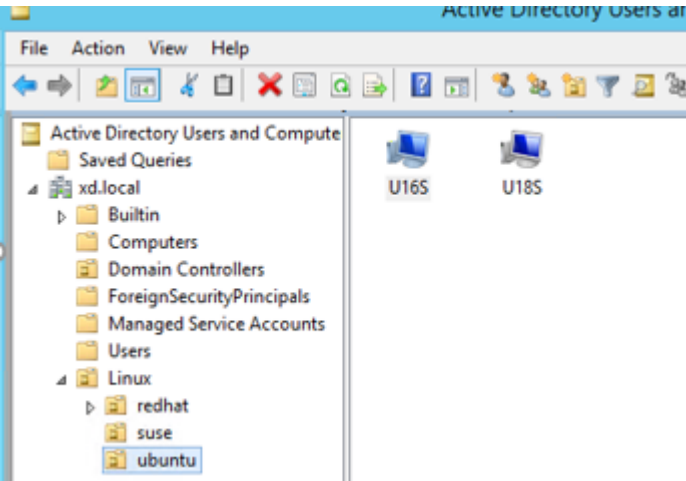 Active Directory Users
File Action View Help
Active Directory Users and Compute
Saved Queries
xd.local
Builtin
Computers
Domain Controllers
ForeignSecurityPrincipals
Managed Service Accounts
Users
Linux
redhat
suse
ubuntu
U16S U18S